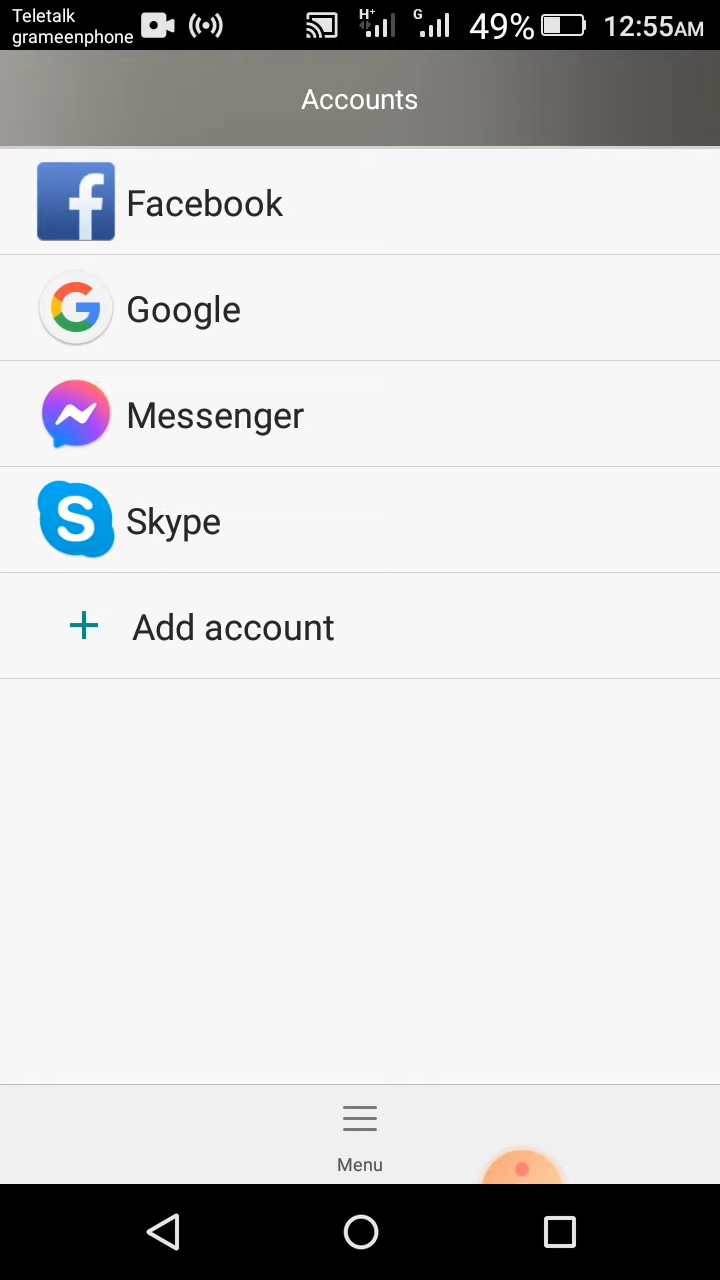 Teletalk
grameenphone
H+ G 49% 12:55AM
Accounts
Facebook
Google
Messenger
Skype
Add account
Menu